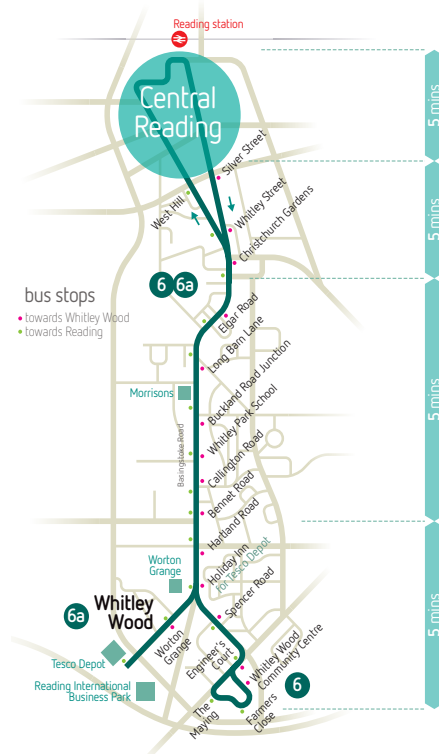 Reading station
Central
Reading
5 mins
Silver Street
West Hill
Whitley Street
Christchurch Gardens
5 mins
6 6a
bus stops
• towards Whitley Wood
• towards Reading
Elgar Road
Long Barn Lane
Morrisons
Buckland Road Junction
Whitley Park School
Basingstoke Road
Callington Road
5 mins
Bennet Road
Hartland Road
Worton
Grange
Holiday Inn
for Tesco Depot
6a
Whitley
Wood
Spencer Road
Worton
Grange
Engineer's
Court
5 mins
Tesco Depot
Whitley Wood
Community Centre
6
Reading International
Business Park
The
Maying
Farmers
Close